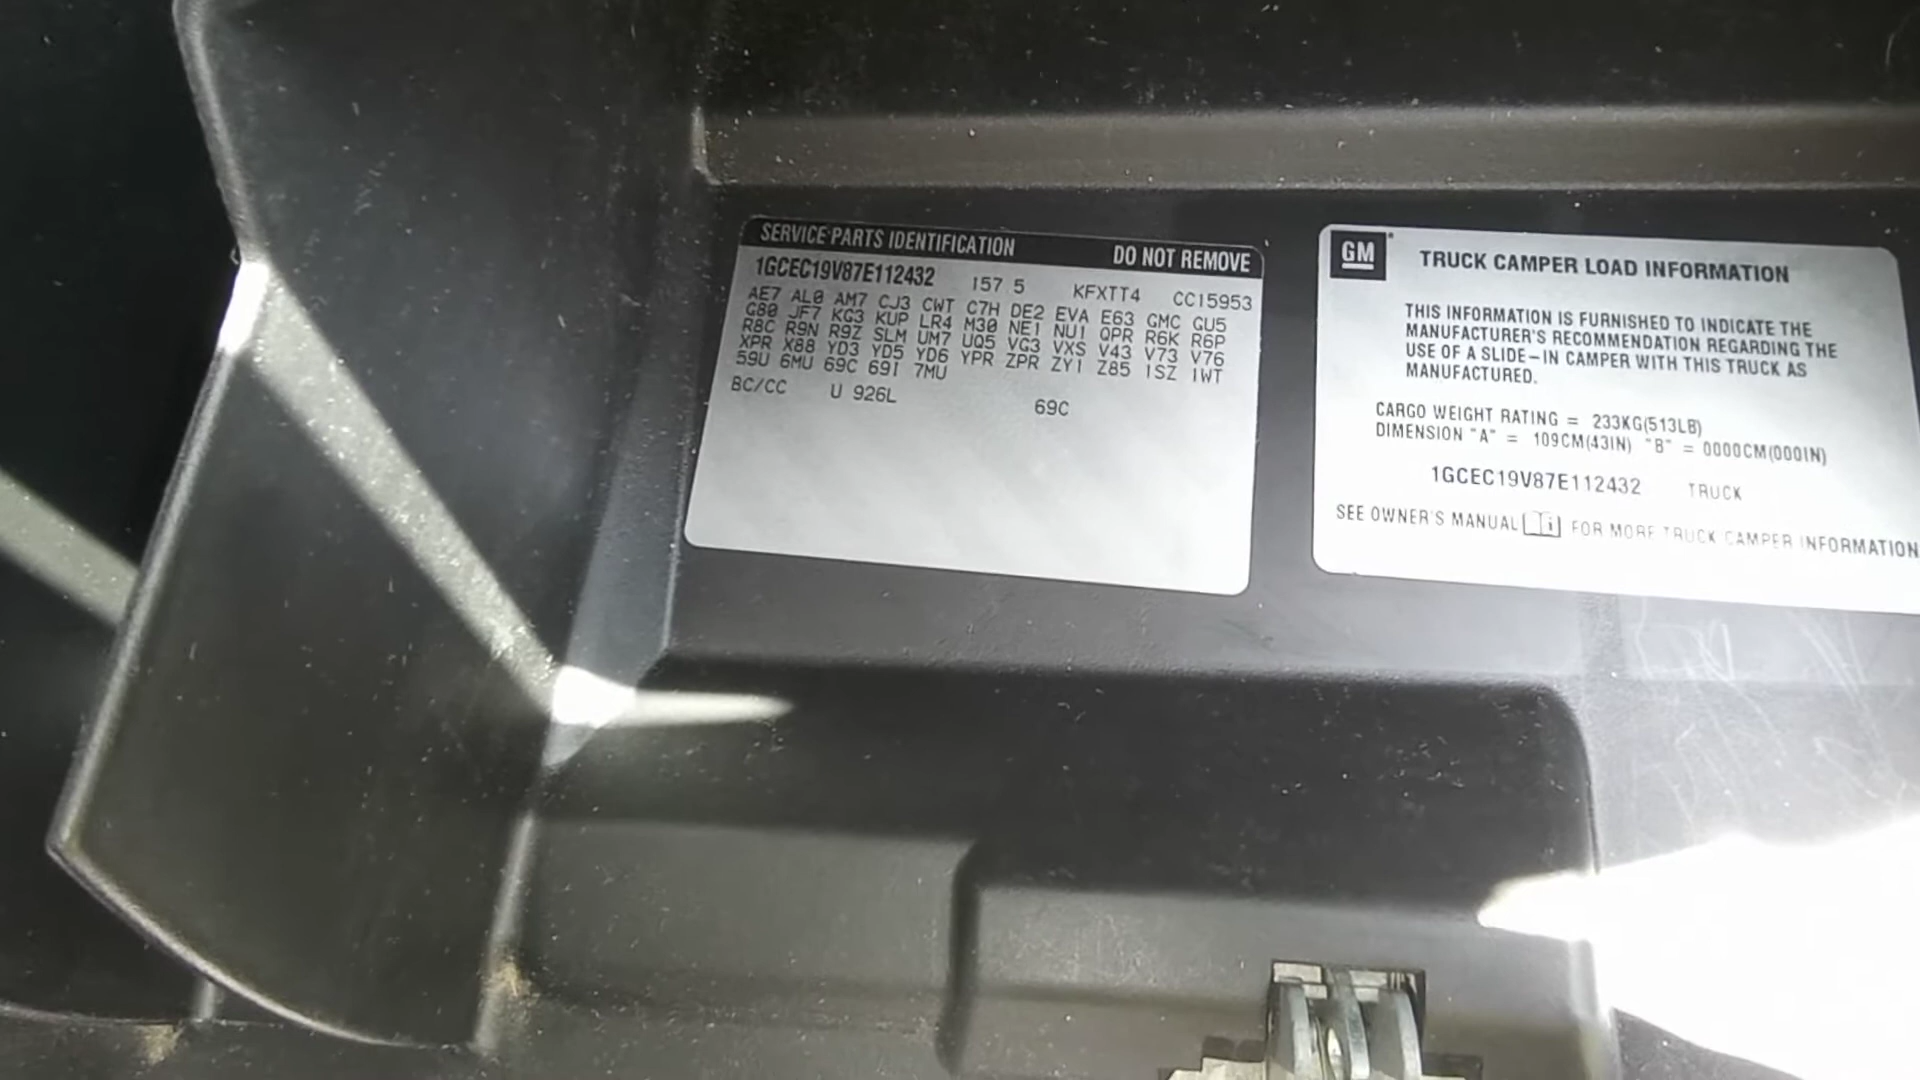 SERVICE PARTS IDENTIFICATION DO NOT REMOVE
1GCEC19V87E112432 157 5 KFXTT4 CC15953
AE7 AL0 AM7 CJ3 CWT C7H DE2 EVA E63 GMC GU5
G80 JF7 KG3 KUP LR4 M30 NE1 NU1 QPR R6K R6P
R8C R9N R9Z SLM UM7 UQ5 VG3 VXS V43 V73 V76
XPR X88 YD3 YD5 YD6 YPR ZPR ZY1 Z85 1SZ 1WT
59U 6MU 69C 69I 7MU
BC/CC U 926L 69C
GM
TRUCK CAMPER LOAD INFORMATION
THIS INFORMATION IS FURNISHED TO INDICATE THE
MANUFACTURER'S RECOMMENDATION REGARDING THE
USE OF A SLIDE-IN CAMPER WITH THIS TRUCK AS
MANUFACTURED.
CARGO WEIGHT RATING = 233KG(513LB)
DIMENSION "A" = 109CM(43IN) "B" = 0000CM(000IN)
1GCEC19V87E112432 TRUCK
SEE OWNER'S MANUAL i FOR MORE TRUCK CAMPER INFORMATION